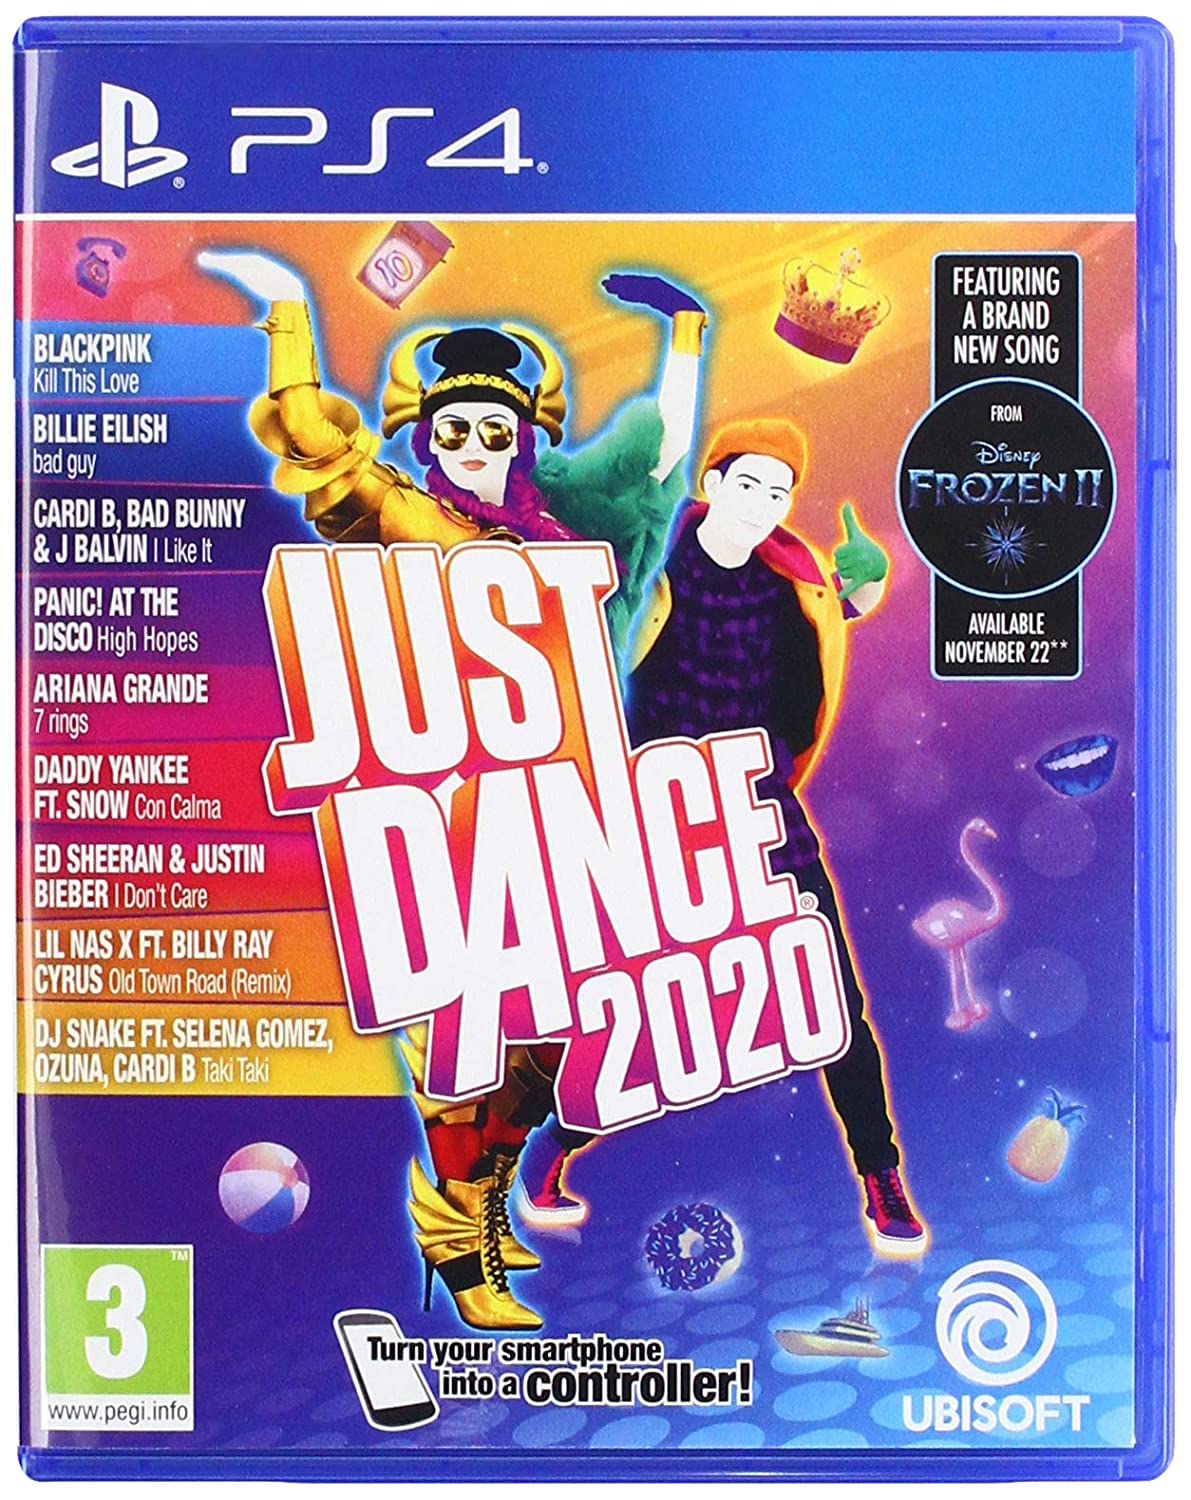 PS4®
10
BLACKPINK
Kill This Love
BILLIE EILISH
bad guy
CARDI B, BAD BUNNY
& J BALVIN I Like It
PANIC! AT THE
DISCO High Hopes
ARIANA GRANDE
7 rings
DADDY YANKEE
FT. SNOW Con Calma
ED SHEERAN & JUSTIN
BIEBER I Don't Care
LIL NAS X FT. BILLY RAY
CYRUS Old Town Road (Remix)
DJ SNAKE FT. SELENA GOMEZ,
OZUNA, CARDI B Taki Taki
FEATURING
A BRAND
NEW SONG
FROM
Disney
FROZEN II
AVAILABLE
NOVEMBER 22**
JUST
DANCE®
2020
3™
www.pegi.info
Turn your smartphone
into a controller!
UBISOFT